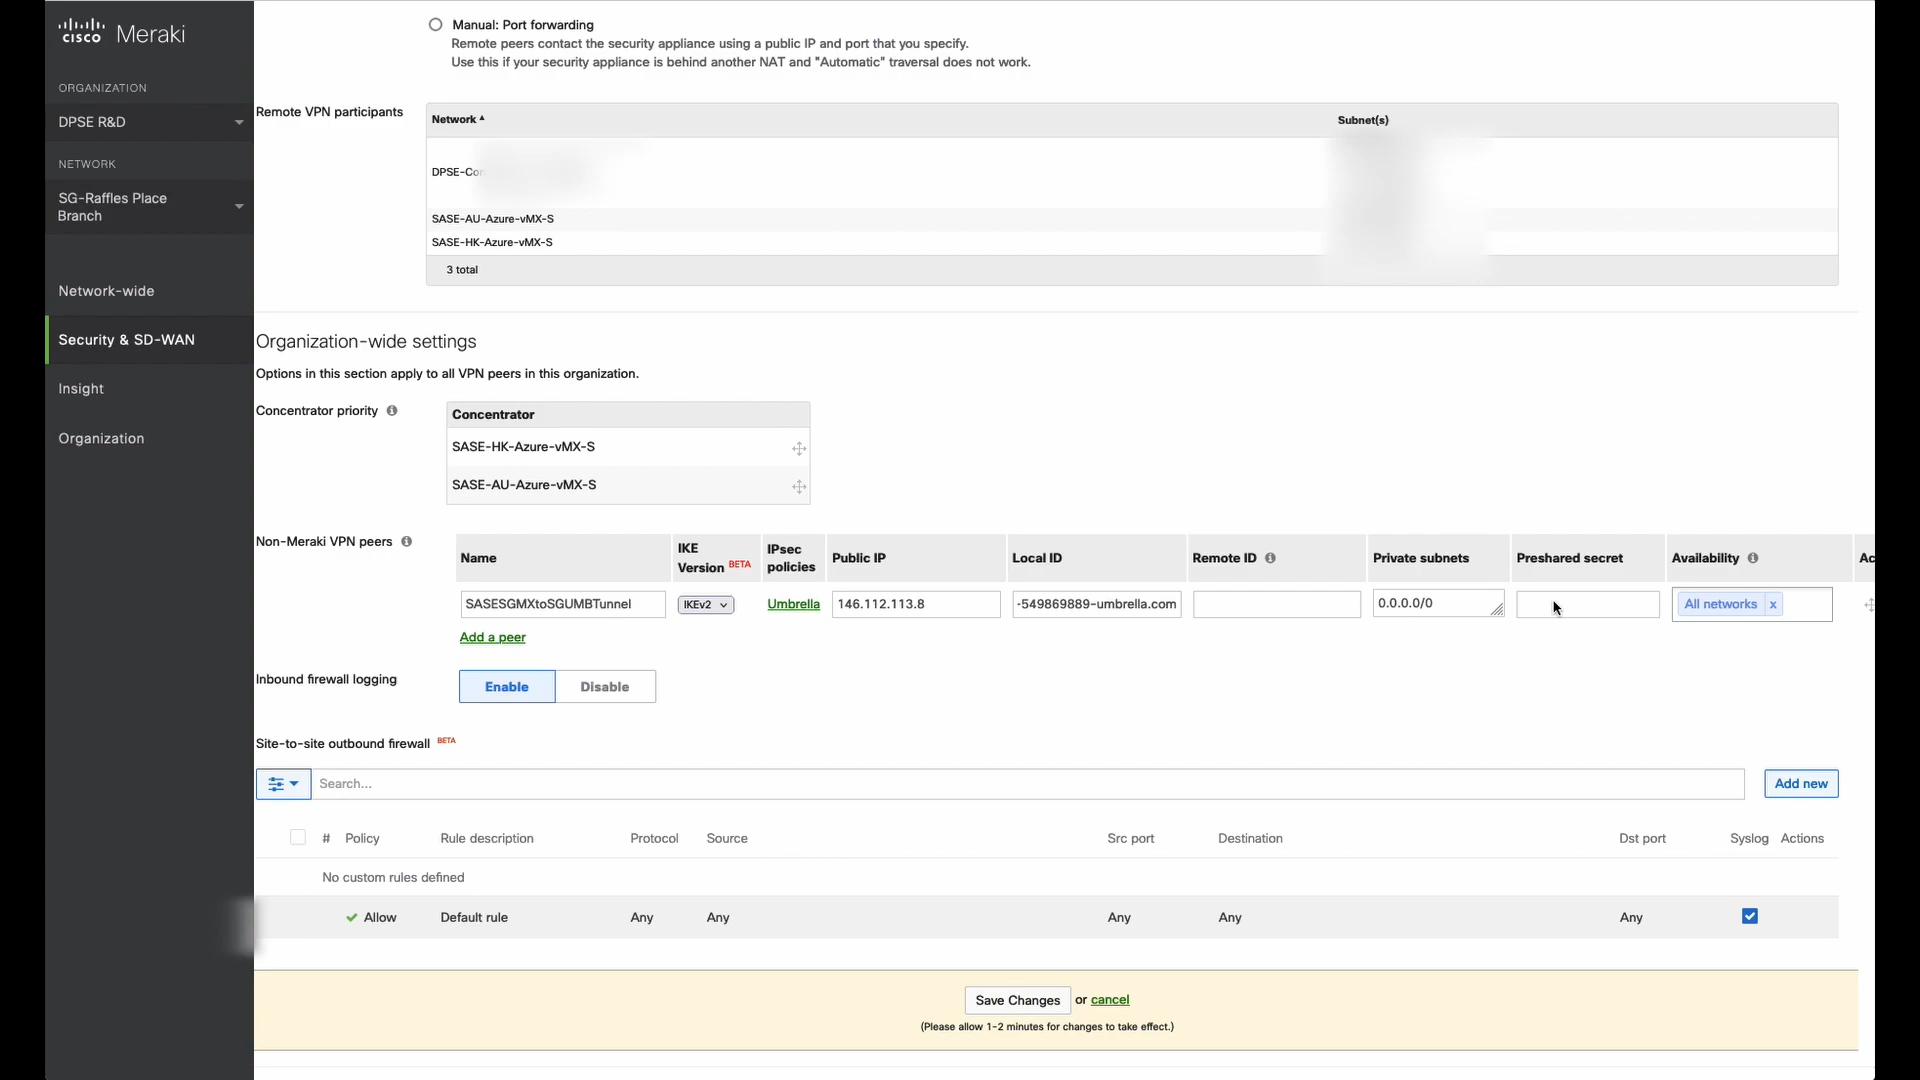 cisco Meraki
ORGANIZATION
DPSE R&D
NETWORK
SG-Raffles Place
Branch
Network-wide
Security & SD-WAN
Insight
Organization
Manual: Port forwarding
Remote peers contact the security appliance using a public IP and port that you specify.
Use this if your security appliance is behind another NAT and "Automatic" traversal does not work.
Remote VPN participants
Network Subnet(s)
SASE-AU-Azure-vMX-S
SASE-HK-Azure-vMX-S
3 total
Organization-wide settings
Options in this section apply to all VPN peers in this organization.
Concentrator priority
Concentrator
SASE-HK-Azure-vMX-S
SASE-AU-Azure-vMX-S
Non-Meraki VPN peers
Name IKE Version BETA IPsec policies Public IP Local ID Remote ID Private subnets Preshared secret Availability Ac
SASESGMXtoSGUMBTunnel IKEv2 Umbrella 146.112.113.8 -549869889-umbrella.com 0.0.0.0/0 All networks x
Add a peer
Inbound firewall logging
Enable Disable
Site-to-site outbound firewall BETA
Search... Add new
# Policy Rule description Protocol Source Src port Destination Dst port Syslog Actions
No custom rules defined
Allow Default rule Any Any Any Any Any
Save Changes or cancel
(Please allow 1-2 minutes for changes to take effect.)